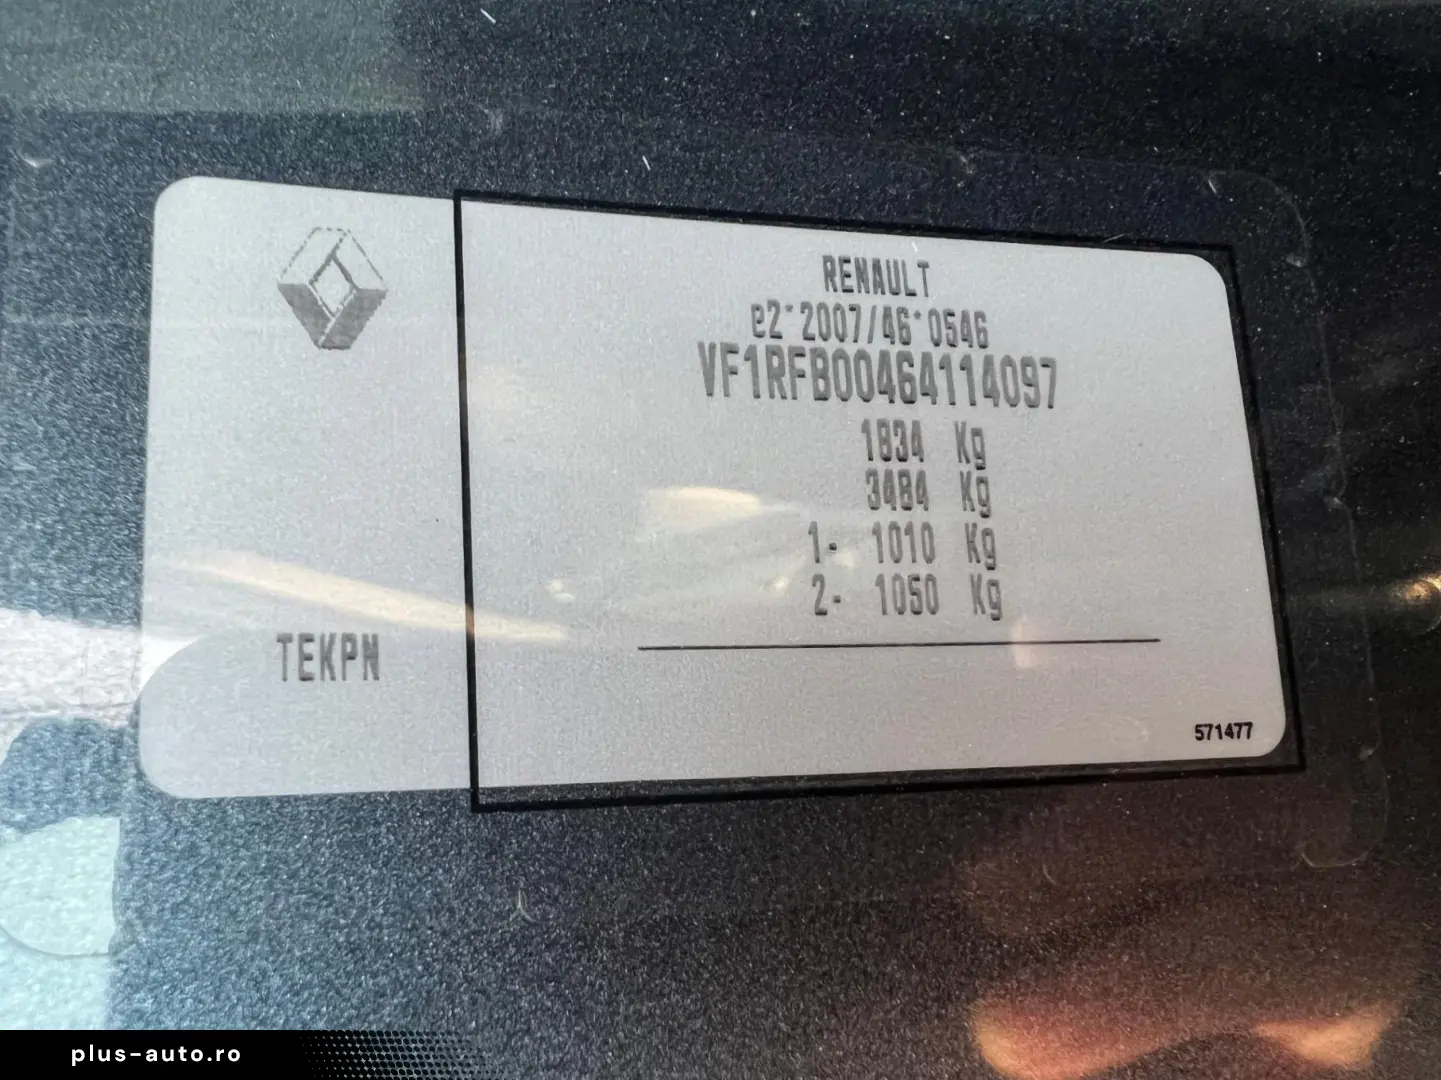 RENAULT
e2*2007/46*0546
VF1RFB00464114097
1834 Kg
3484 Kg
1- 1010 Kg
2- 1050 Kg
TEKPN
571477
plus-auto.ro